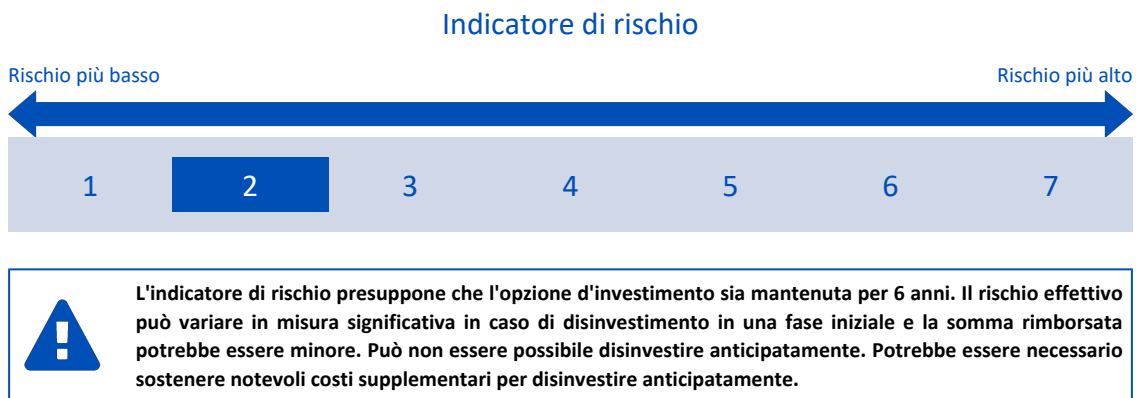 Indicatore di rischio
Rischio più basso Rischio più alto
1 2 3 4 5 6 7
L'indicatore di rischio presuppone che l'opzione d'investimento sia mantenuta per 6 anni. Il rischio effettivo
può variare in misura significativa in caso di disinvestimento in una fase iniziale e la somma rimborsata
potrebbe essere minore. Può non essere possibile disinvestire anticipatamente. Potrebbe essere necessario
sostenere notevoli costi supplementari per disinvestire anticipatamente.